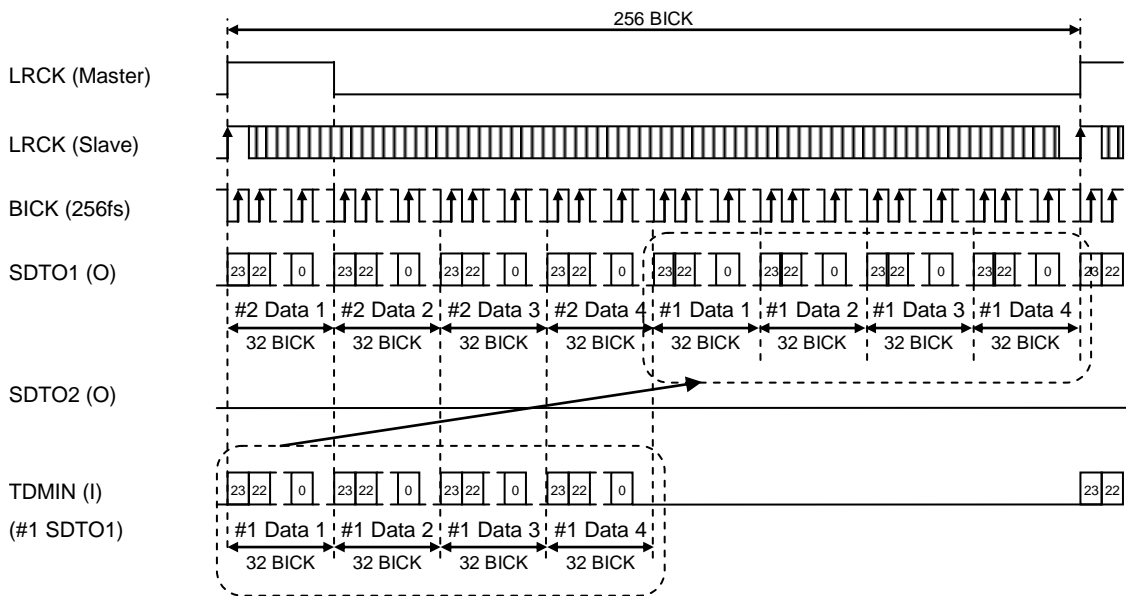 256 BICK
LRCK (Master)
LRCK (Slave)
BICK (256fs)
SDTO1 (O)
23 22 0 23 22 0 23 22 0 23 22 0 23 22 0 23 22 0 23 22 0 23 22 0 23 22
#2 Data 1 #2 Data 2 #2 Data 3 #2 Data 4 #1 Data 1 #1 Data 2 #1 Data 3 #1 Data 4
32 BICK 32 BICK 32 BICK 32 BICK 32 BICK 32 BICK 32 BICK 32 BICK
SDTO2 (O)
TDMIN (I)
23 22 0 23 22 0 23 22 0 23 22 0 23 22
(#1 SDTO1)
#1 Data 1 #1 Data 2 #1 Data 3 #1 Data 4
32 BICK 32 BICK 32 BICK 32 BICK